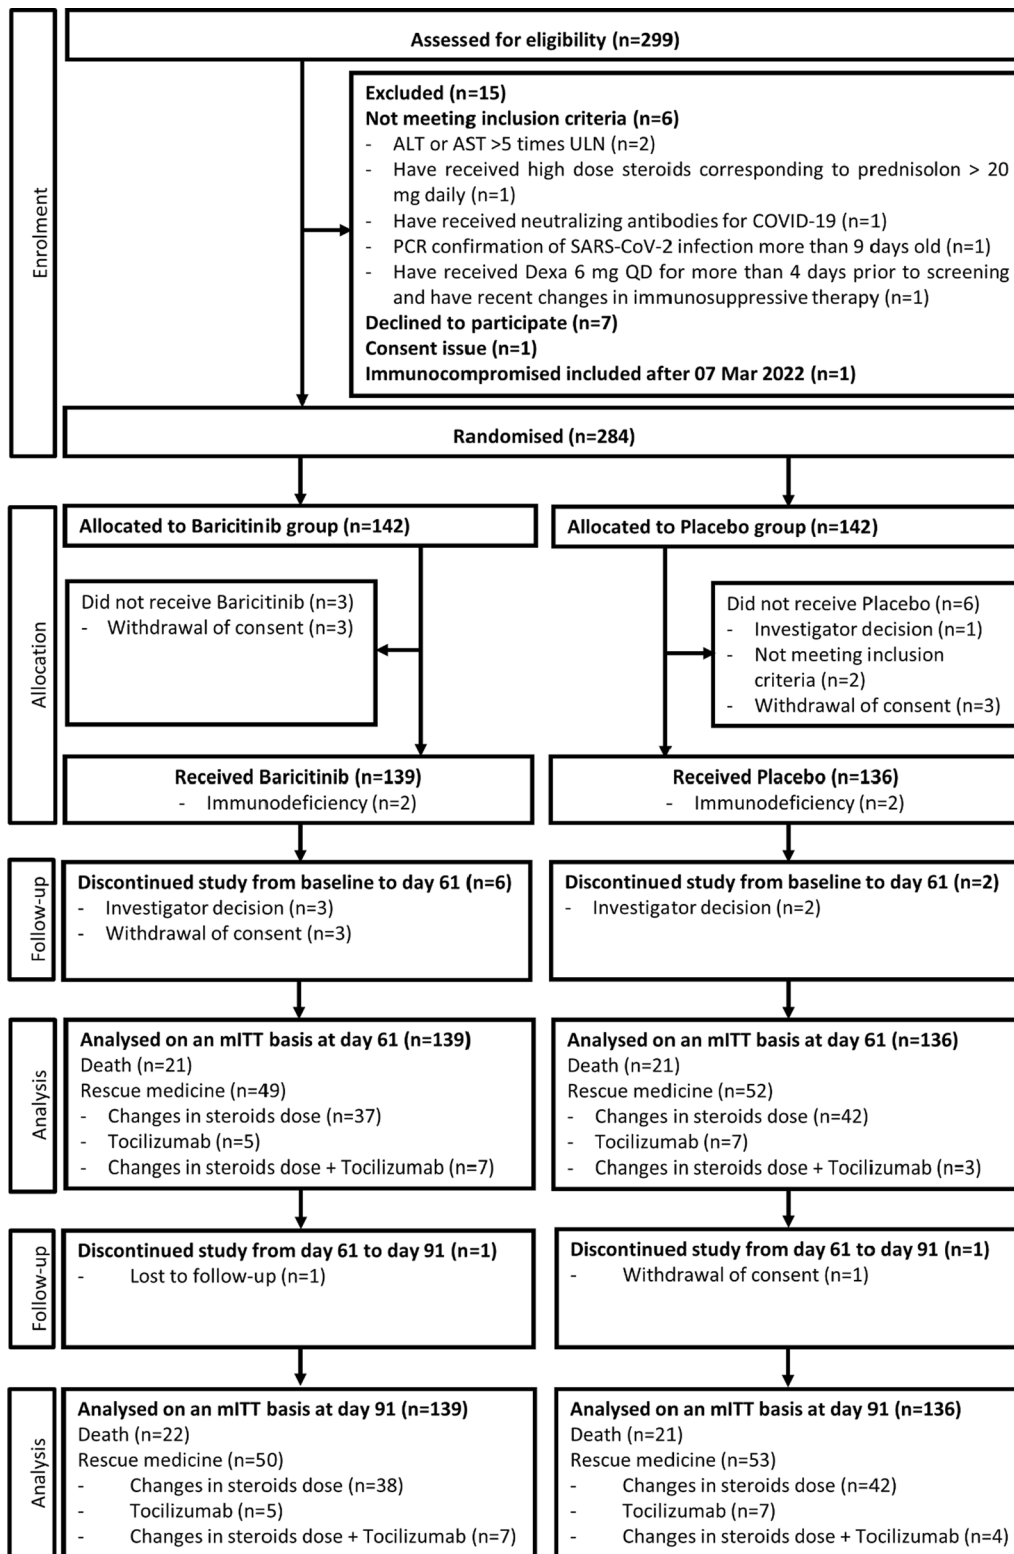 Enrolment
Assessed for eligibility (n=299)
Excluded (n=15)
Not meeting inclusion criteria (n=6)
- ALT or AST >5 times ULN (n=2)
- Have received high dose steroids corresponding to prednisolon > 20
mg daily (n=1)
- Have received neutralizing antibodies for COVID-19 (n=1)
- PCR confirmation of SARS-CoV-2 infection more than 9 days old (n=1)
- Have received Dexa 6 mg QD for more than 4 days prior to screening
and have recent changes in immunosuppressive therapy (n=1)
Declined to participate (n=7)
Consent issue (n=1)
Immunocompromised included after 07 Mar 2022 (n=1)
Randomised (n=284)
Allocation
Allocated to Baricitinib group (n=142)
Allocated to Placebo group (n=142)
Did not receive Baricitinib (n=3)
- Withdrawal of consent (n=3)
Did not receive Placebo (n=6)
- Investigator decision (n=1)
- Not meeting inclusion
criteria (n=2)
- Withdrawal of consent (n=3)
Received Baricitinib (n=139)
- Immunodeficiency (n=2)
Received Placebo (n=136)
- Immunodeficiency (n=2)
Follow-up
Discontinued study from baseline to day 61 (n=6)
- Investigator decision (n=3)
- Withdrawal of consent (n=3)
Discontinued study from baseline to day 61 (n=2)
- Investigator decision (n=2)
Analysis
Analysed on an mITT basis at day 61 (n=139)
Death (n=21)
Rescue medicine (n=49)
- Changes in steroids dose (n=37)
- Tocilizumab (n=5)
- Changes in steroids dose + Tocilizumab (n=7)
Analysed on an mITT basis at day 61 (n=136)
Death (n=21)
Rescue medicine (n=52)
- Changes in steroids dose (n=42)
- Tocilizumab (n=7)
- Changes in steroids dose + Tocilizumab (n=3)
Follow-up
Discontinued study from day 61 to day 91 (n=1)
- Lost to follow-up (n=1)
Discontinued study from day 61 to day 91 (n=1)
- Withdrawal of consent (n=1)
Analysis
Analysed on an mITT basis at day 91 (n=139)
Death (n=22)
Rescue medicine (n=50)
- Changes in steroids dose (n=38)
- Tocilizumab (n=5)
- Changes in steroids dose + Tocilizumab (n=7)
Analysed on an mITT basis at day 91 (n=136)
Death (n=21)
Rescue medicine (n=53)
- Changes in steroids dose (n=42)
- Tocilizumab (n=7)
- Changes in steroids dose + Tocilizumab (n=4)